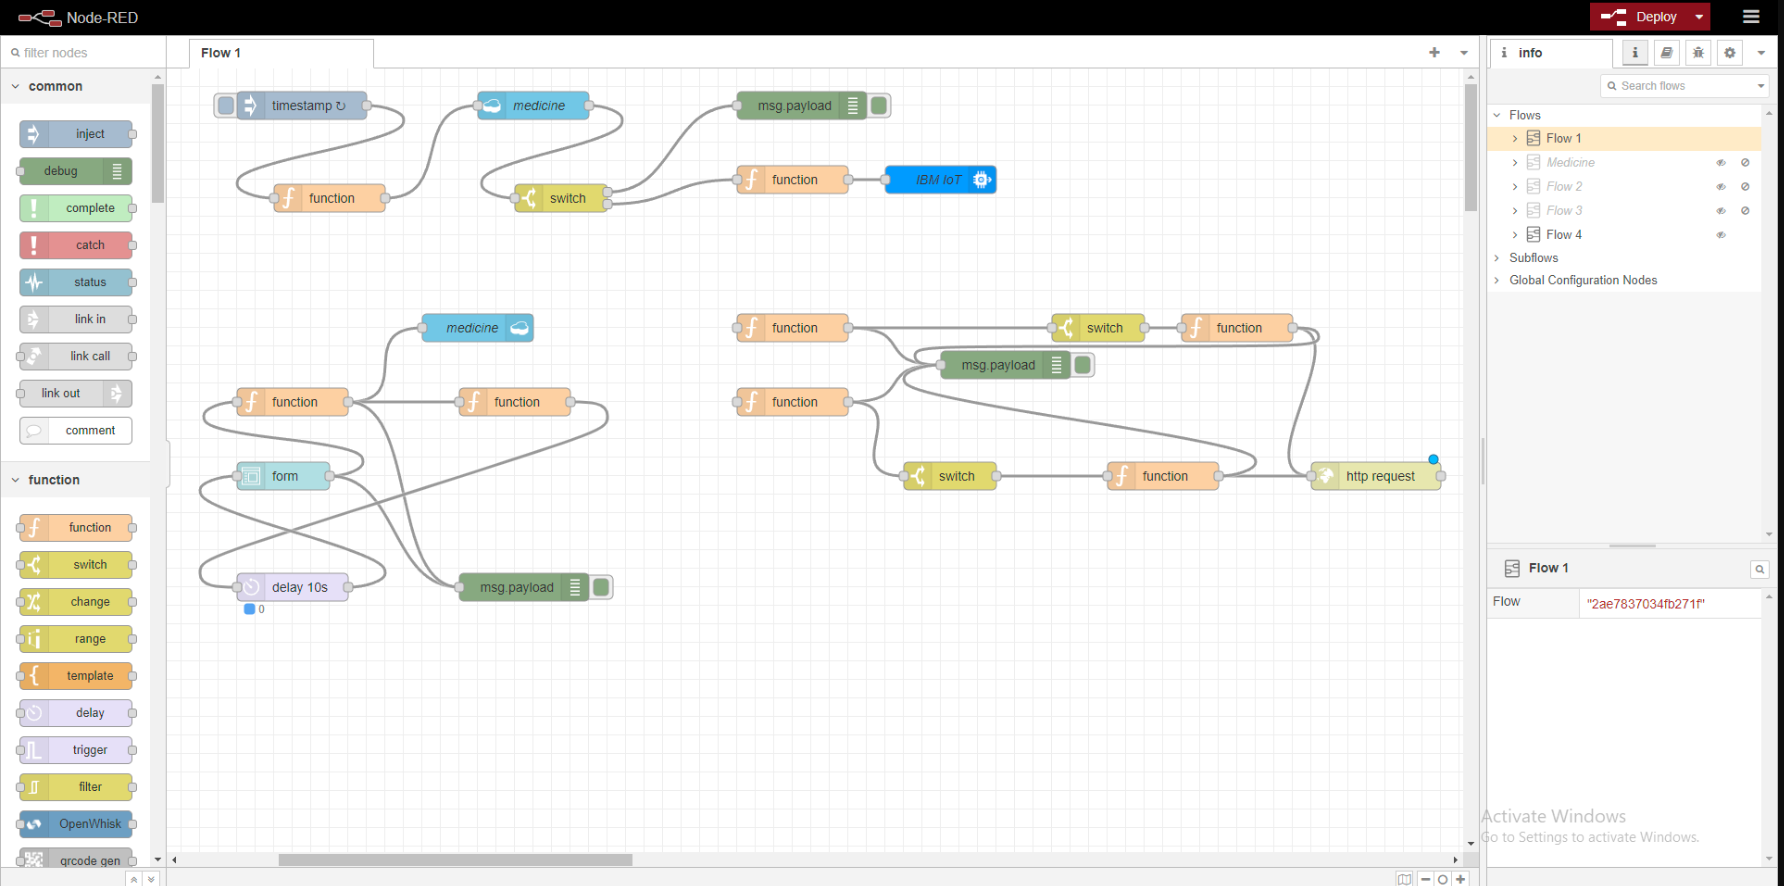 Node-RED
Deploy
filter nodes
Flow 1
info
common
inject
debug
complete
catch
status
link in
link call
link out
comment
function
function
switch
change
range
template
delay
trigger
filter
OpenWhisk
qrcode gen
timestamp ↻
medicine
msg.payload
function
switch
function
IBM IoT
medicine
function
switch
function
msg.payload
function
function
function
form
switch
function
http request
delay 10s
0
msg.payload
Search flows
Flows
Flow 1
Medicine
Flow 2
Flow 3
Flow 4
Subflows
Global Configuration Nodes
Flow 1
Flow "2ae7837034fb271f"
Activate Windows
Go to Settings to activate Windows.